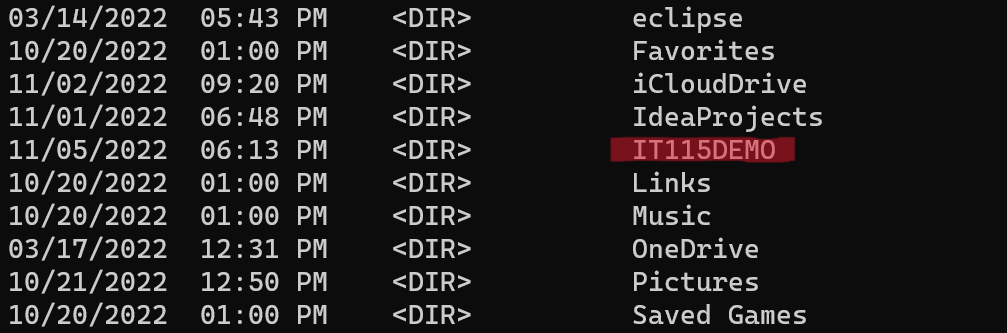 03/14/2022  05:43 PM    <DIR>          eclipse
10/20/2022  01:00 PM    <DIR>          Favorites
11/02/2022  09:20 PM    <DIR>          iCloudDrive
11/01/2022  06:48 PM    <DIR>          IdeaProjects
11/05/2022  06:13 PM    <DIR>          IT115DEMO
10/20/2022  01:00 PM    <DIR>          Links
10/20/2022  01:00 PM    <DIR>          Music
03/17/2022  12:31 PM    <DIR>          OneDrive
10/21/2022  12:50 PM    <DIR>          Pictures
10/20/2022  01:00 PM    <DIR>          Saved Games